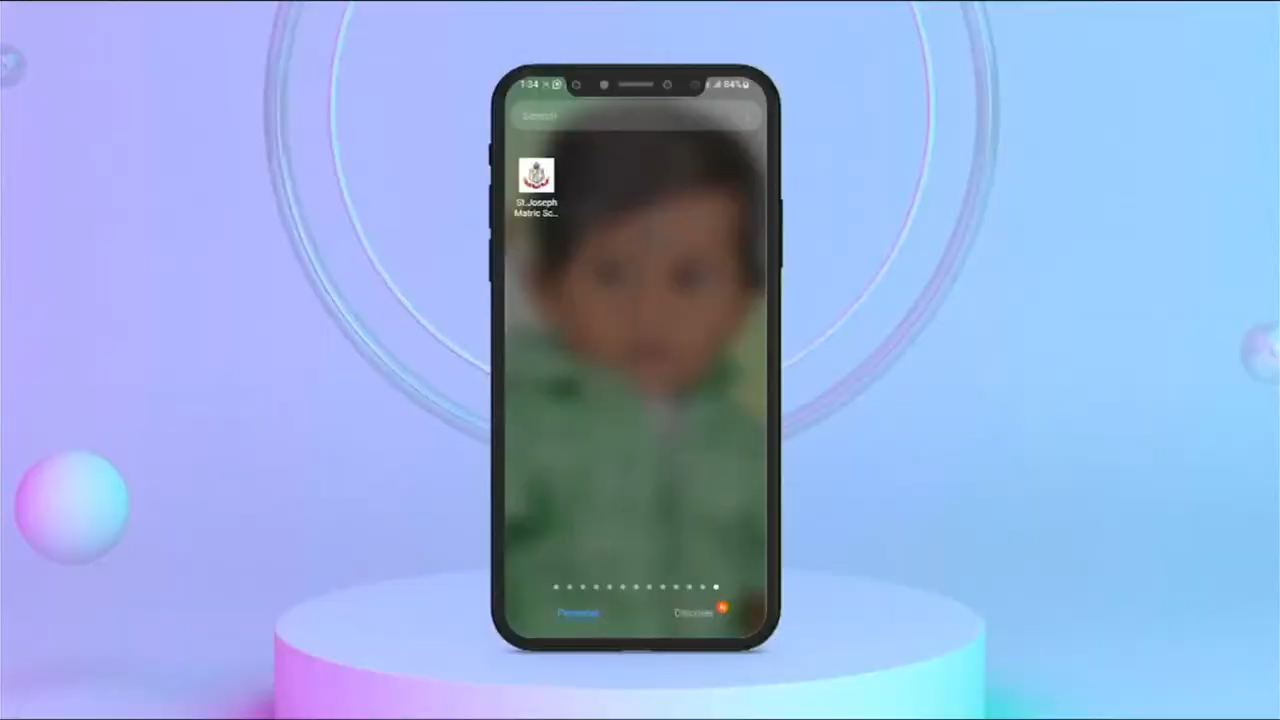 1:34
84%
Search
St.Joseph
Matric Sc..
Personal
Discover
N